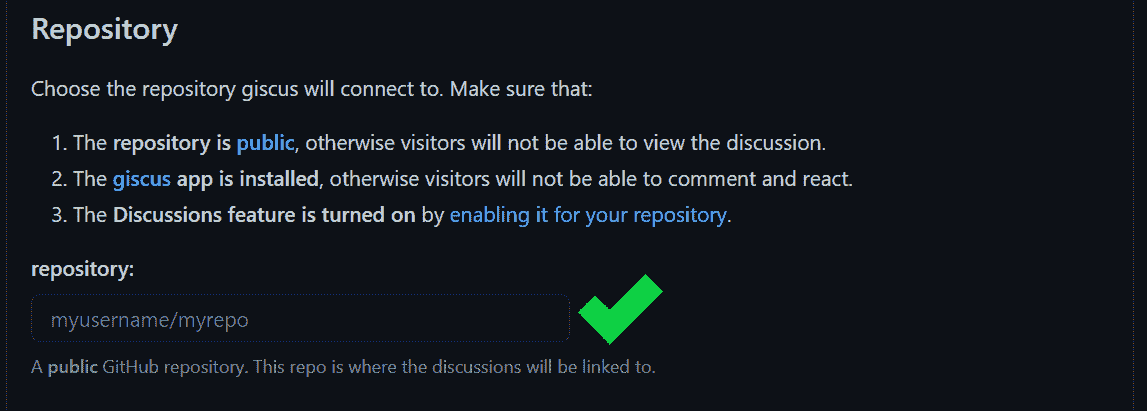 Repository
Choose the repository giscus will connect to. Make sure that:
1. The repository is public, otherwise visitors will not be able to view the discussion.
2. The giscus app is installed, otherwise visitors will not be able to comment and react.
3. The Discussions feature is turned on by enabling it for your repository.
repository:
myusername/myrepo
A public GitHub repository. This repo is where the discussions will be linked to.